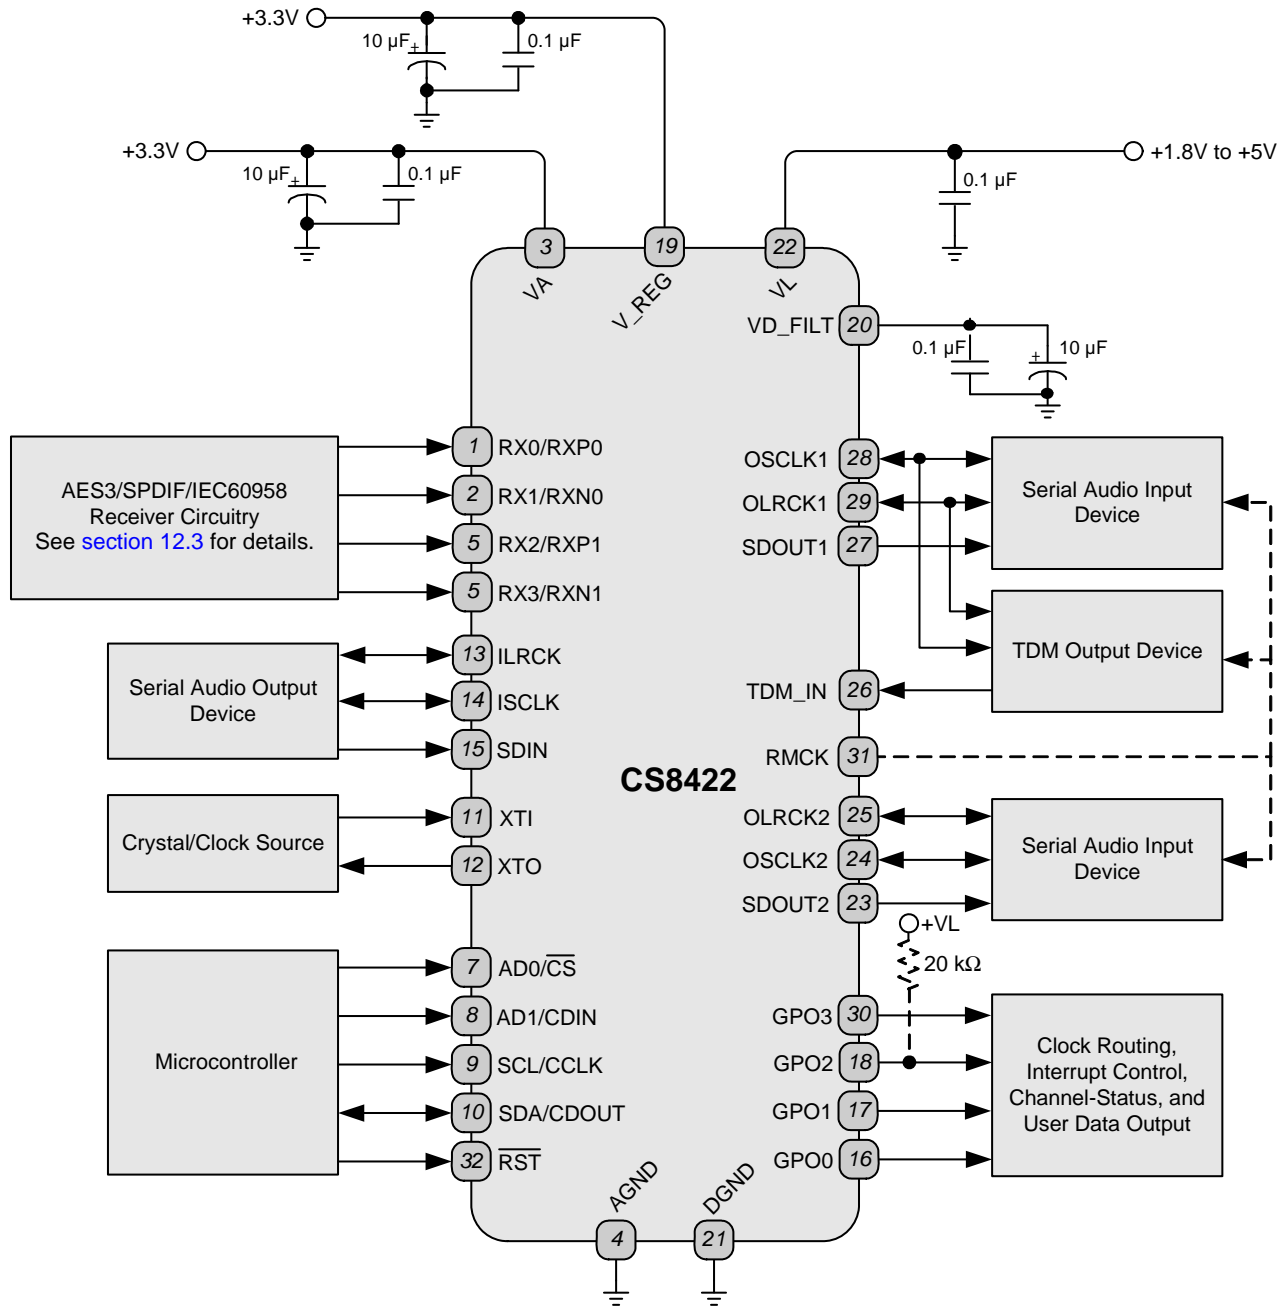 +3.3V
10 µF
+
0.1 µF
+3.3V
10 µF
+
0.1 µF
+1.8V to +5V
0.1 µF
3
19
22
VA
V_REG
VL
VD_FILT
20
0.1 µF
+
10 µF
AES3/SPDIF/IEC60958
Receiver Circuitry
See section 12.3 for details.
1
RX0/RXP0
2
RX1/RXN0
5
RX2/RXP1
5
RX3/RXN1
OSCLK1
28
OLRCK1
29
SDOUT1
27
Serial Audio Input
Device
Serial Audio Output
Device
13
ILRCK
14
ISCLK
15
SDIN
TDM_IN
26
TDM Output Device
RMCK
31
CS8422
Crystal/Clock Source
11
XTI
12
XTO
OLRCK2
25
OSCLK2
24
SDOUT2
23
Serial Audio Input
Device
+VL
20 kΩ
Microcontroller
7
AD0/CS
8
AD1/CDIN
9
SCL/CCLK
10
SDA/CDOUT
32
RST
GPO3
30
GPO2
18
GPO1
17
GPO0
16
Clock Routing,
Interrupt Control,
Channel-Status, and
User Data Output
AGND
DGND
4
21